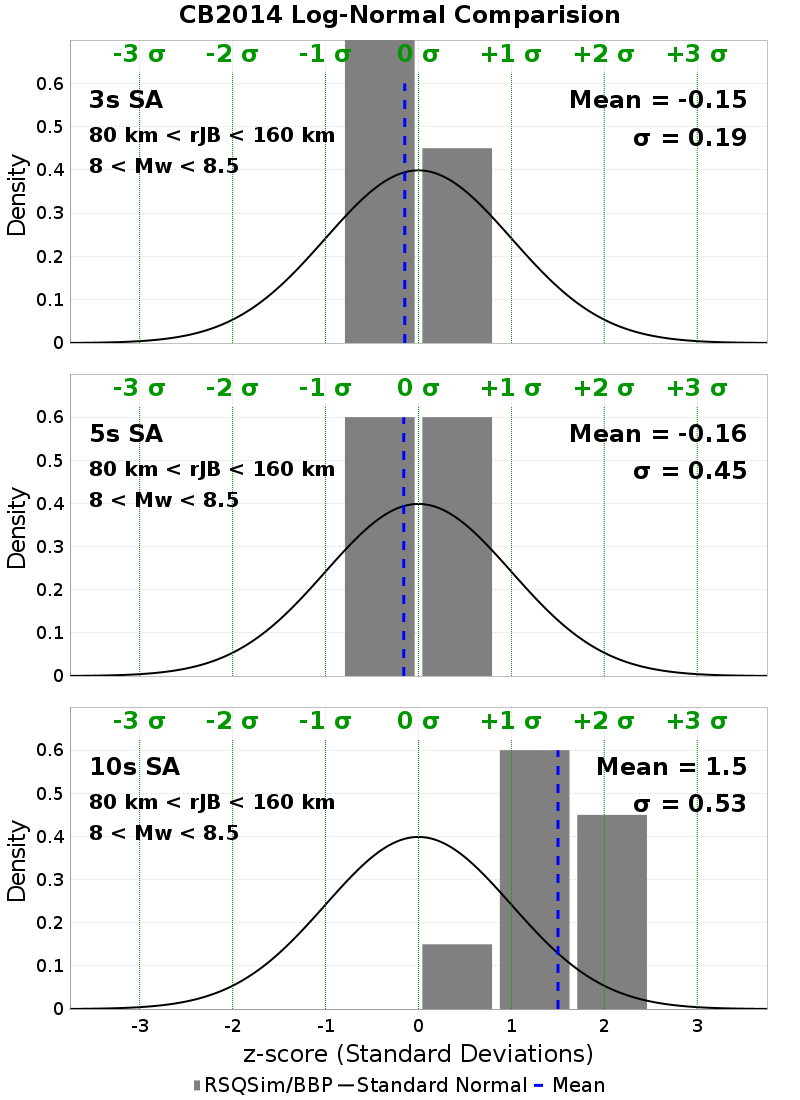 CB2014 Log-Normal Comparision
-3 σ -2 σ -1 σ 0 σ +1 σ +2 σ +3 σ
3s SA
80 km < rJB < 160 km
8 < Mw < 8.5
Mean = -0.15
σ = 0.19
0.6
0.5
0.4
0.3
0.2
0.1
0
Density
-3 σ -2 σ -1 σ 0 σ +1 σ +2 σ +3 σ
5s SA
80 km < rJB < 160 km
8 < Mw < 8.5
Mean = -0.16
σ = 0.45
0.6
0.5
0.4
0.3
0.2
0.1
0
Density
-3 σ -2 σ -1 σ 0 σ +1 σ +2 σ +3 σ
10s SA
80 km < rJB < 160 km
8 < Mw < 8.5
Mean = 1.5
σ = 0.53
0.6
0.5
0.4
0.3
0.2
0.1
0
Density
-3 -2 -1 0 1 2 3
z-score (Standard Deviations)
RSQSim/BBP Standard Normal Mean